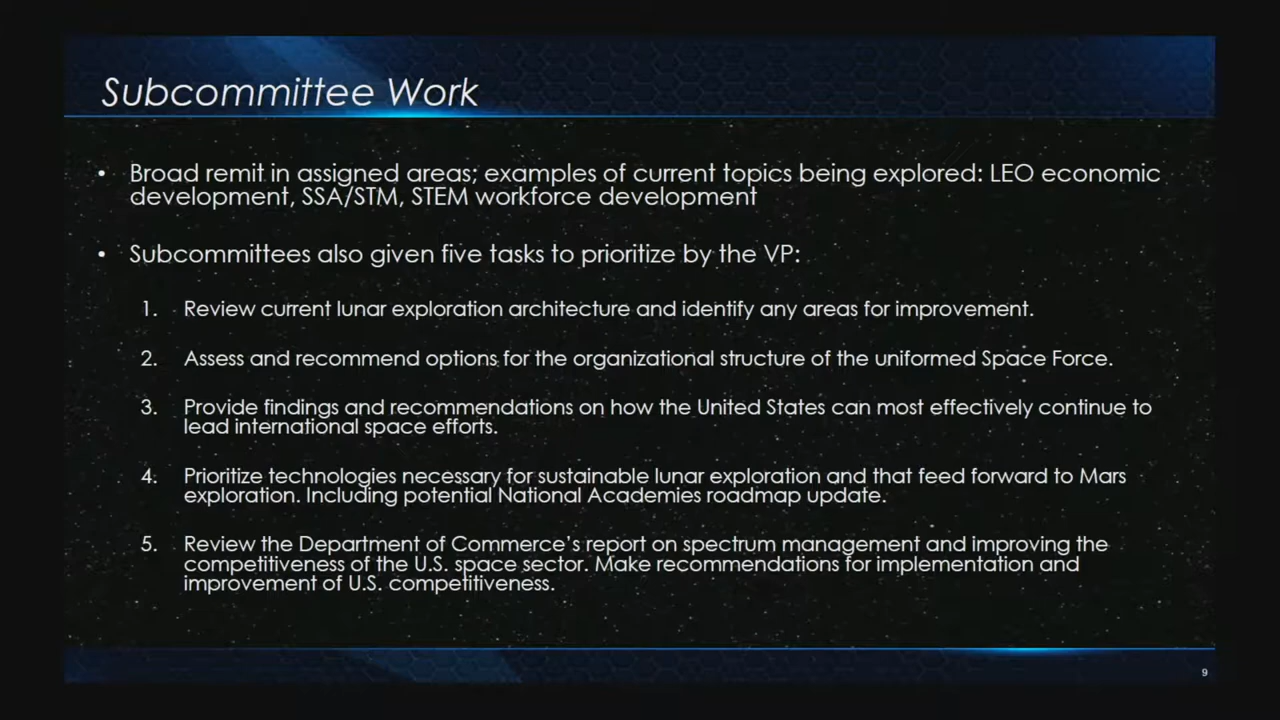 Subcommittee Work
• Broad remit in assigned areas; examples of current topics being explored: LEO economic
development, SSA/STM, STEM workforce development
• Subcommittees also given five tasks to prioritize by the VP:
1. Review current lunar exploration architecture and identify any areas for improvement.
2. Assess and recommend options for the organizational structure of the uniformed Space Force.
3. Provide findings and recommendations on how the United States can most effectively continue to
lead international space efforts.
4. Prioritize technologies necessary for sustainable lunar exploration and that feed forward to Mars
exploration. Including potential National Academies roadmap update.
5. Review the Department of Commerce's report on spectrum management and improving the
competitiveness of the U.S. space sector. Make recommendations for implementation and
improvement of U.S. competitiveness.
9